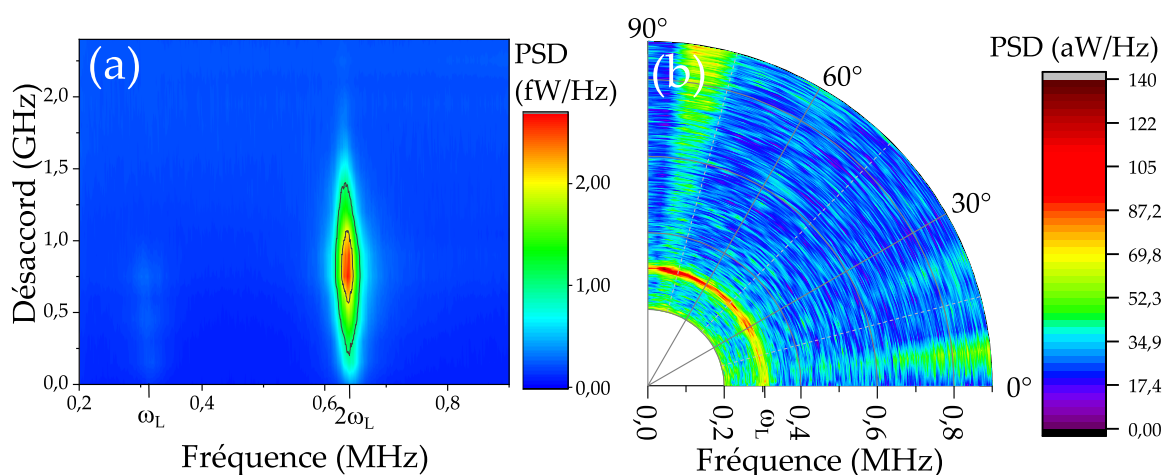 (a)
Désaccord (GHz)
2,0
1,5
1,0
0,5
0,0
0,2
0,4
0,6
0,8
ωL
2ωL
Fréquence (MHz)
PSD
(fW/Hz)
2,00
0,00
(b)
90°
60°
30°
0°
0,0
0,2
ωL
0,4
0,6
0,8
Fréquence (MHz)
PSD (aW/Hz)
140
122
105
87,2
69,8
52,3
34,9
17,4
0,00